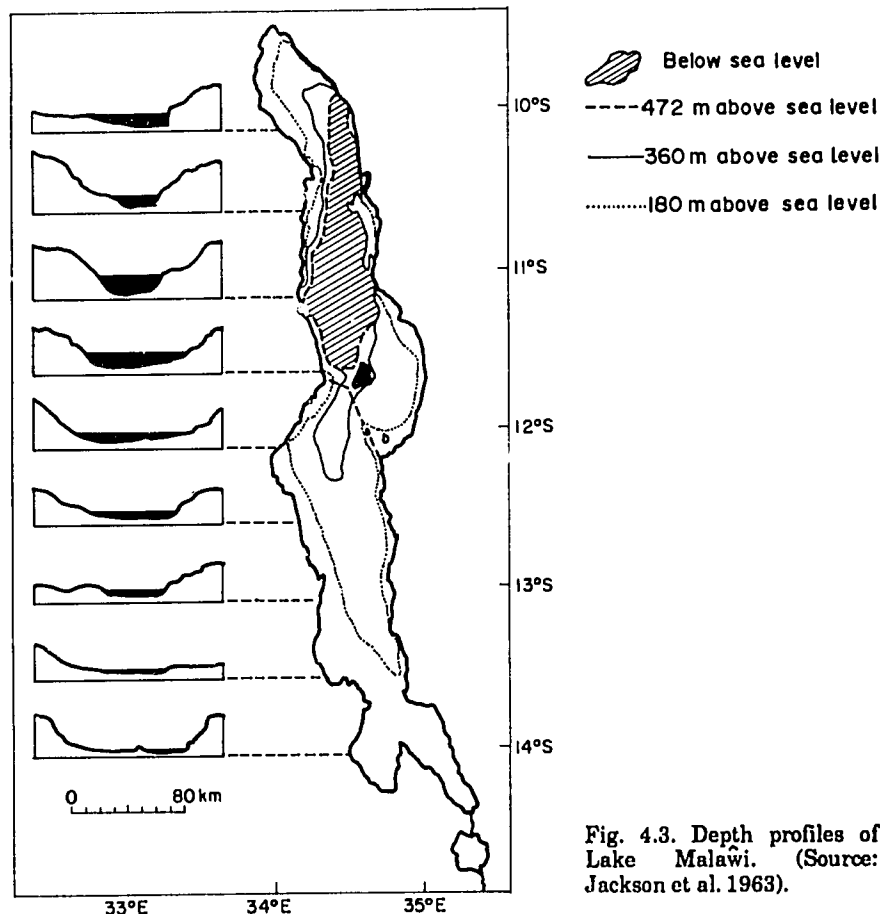 Below sea level
472 m above sea level
360 m above sea level
180 m above sea level
10°S
11°S
12°S
13°S
14°S
0 80 km
33°E 34°E 35°E
Fig. 4.3. Depth profiles of
Lake Malaŵi. (Source:
Jackson et al. 1963).